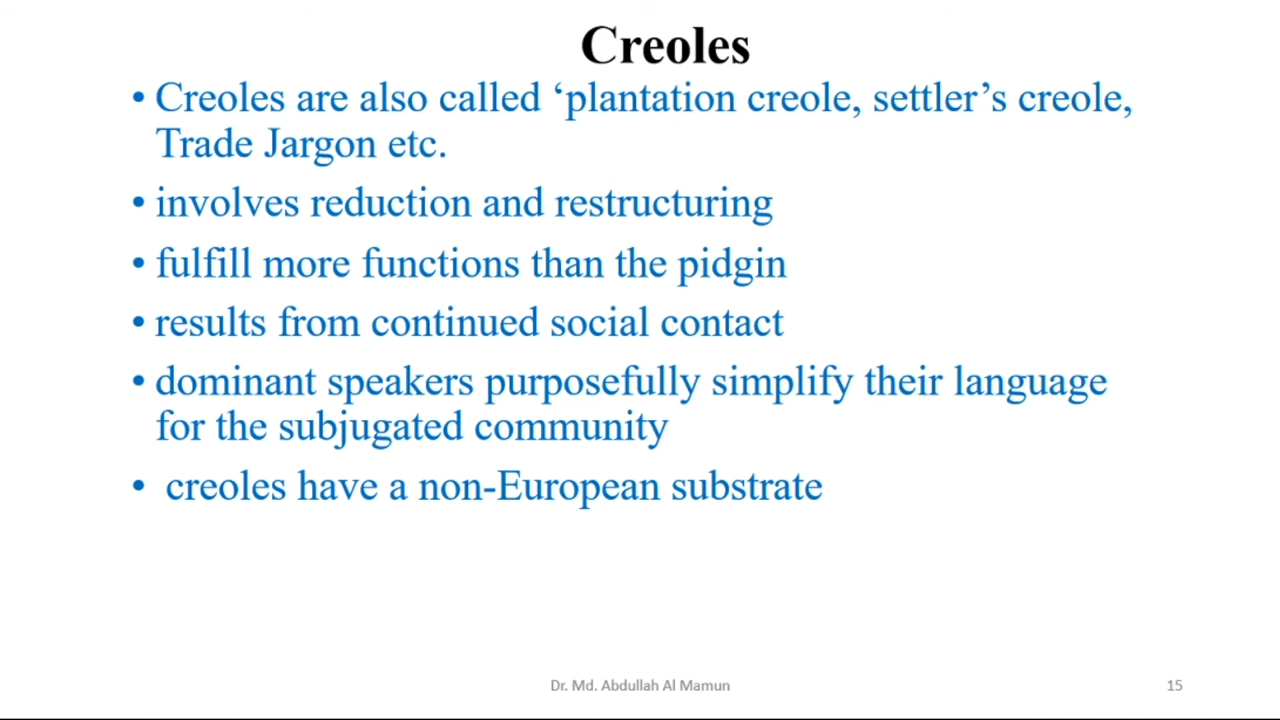 Creoles
• Creoles are also called ‘plantation creole, settler’s creole,
Trade Jargon etc.
• involves reduction and restructuring
• fulfill more functions than the pidgin
• results from continued social contact
• dominant speakers purposefully simplify their language
for the subjugated community
• creoles have a non-European substrate
Dr. Md. Abdullah Al Mamun
15